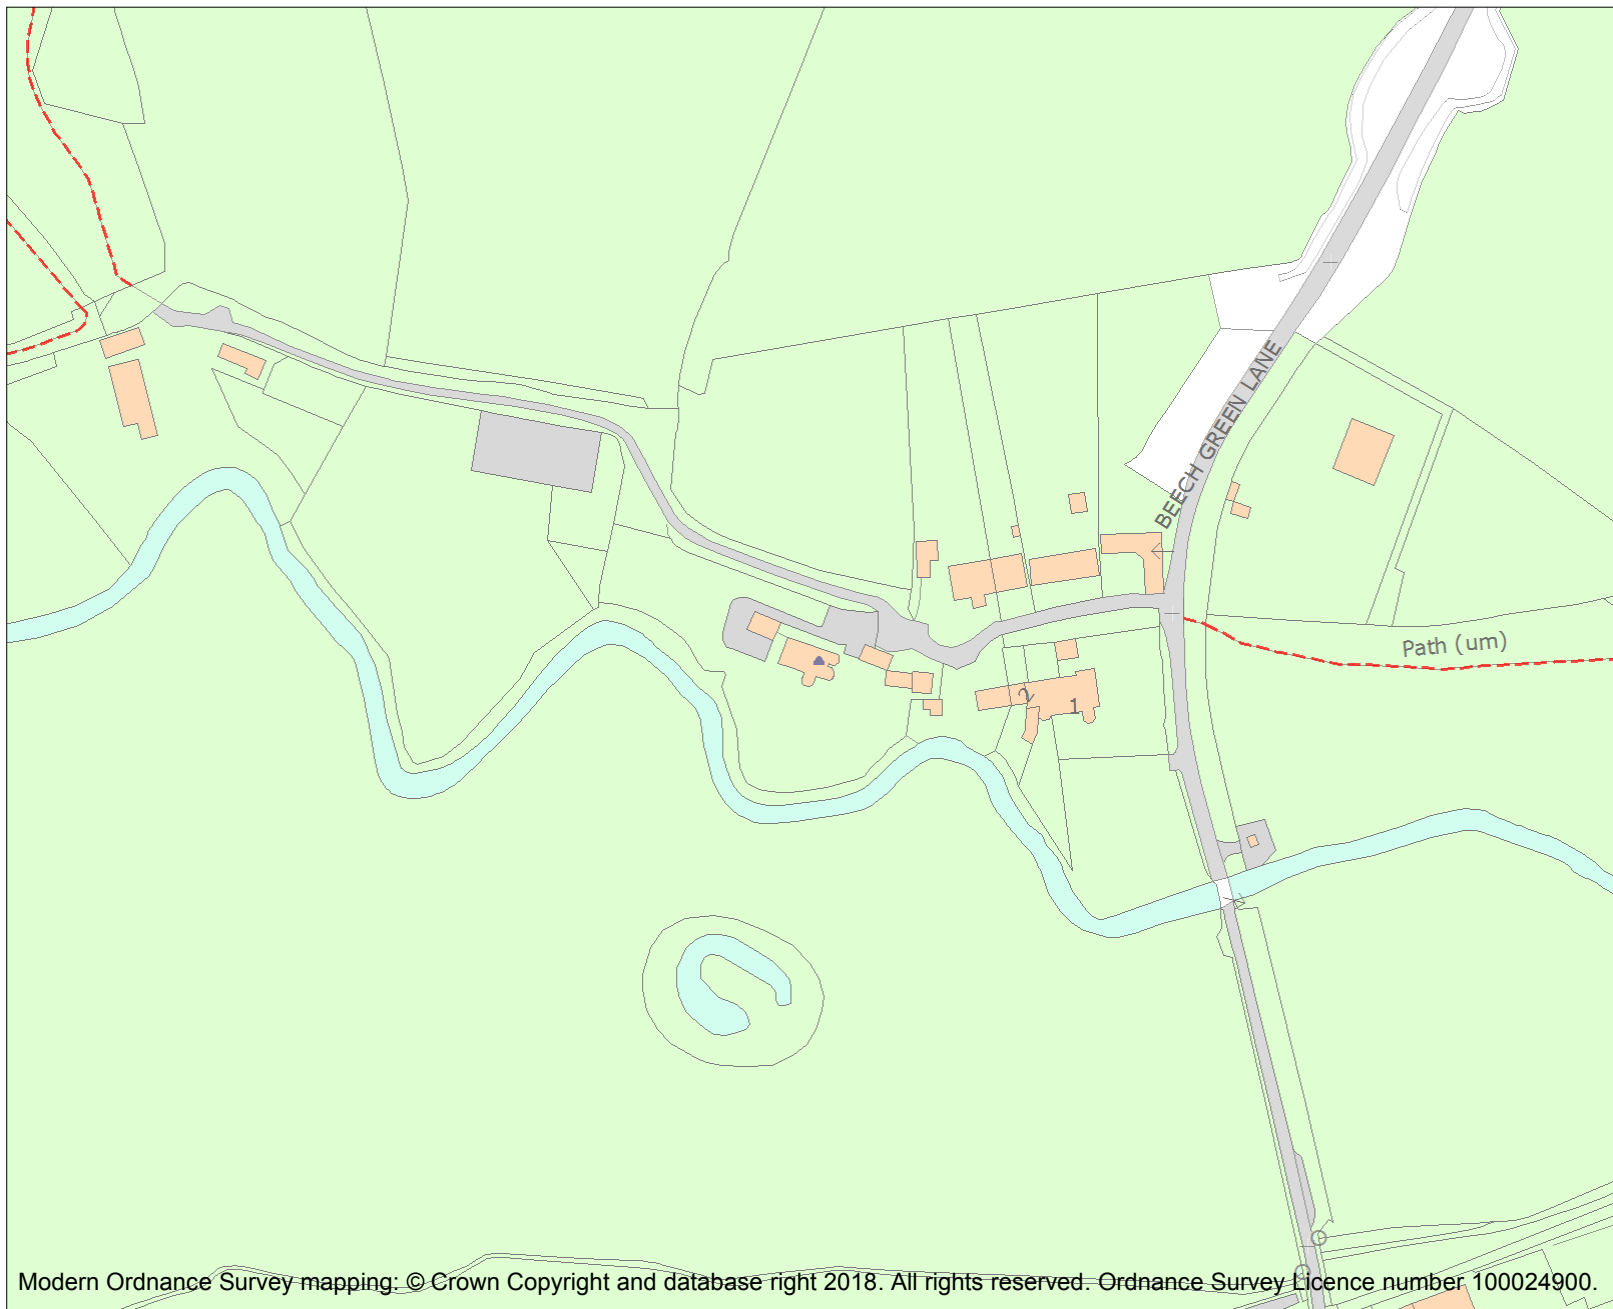 BEECH GREEN LANE
Path (um)
2
1
Modern Ordnance Survey mapping: © Crown Copyright and database right 2018. All rights reserved. Ordnance Survey Licence number 100024900.